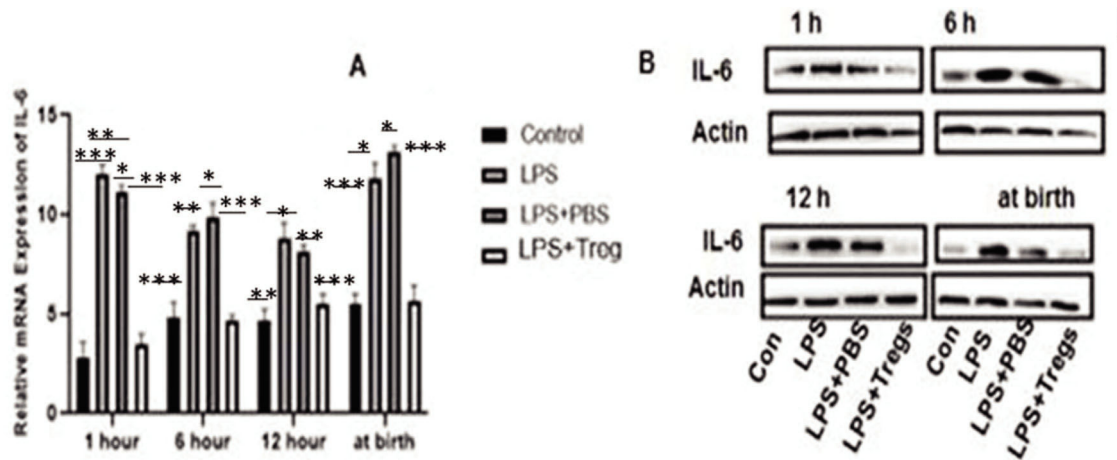 A
Relative mRNA Expression of IL-6
15
10
5
0
** *** * *** *** ** * *** ** * ** *** *** * * ***
1 hour 6 hour 12 hour at birth
Control
LPS
LPS+PBS
LPS+Treg
B
1 h 6 h
IL-6
Actin
12 h at birth
IL-6
Actin
Con LPS LPS+PBS LPS+Tregs Con LPS LPS+PBS LPS+Tregs